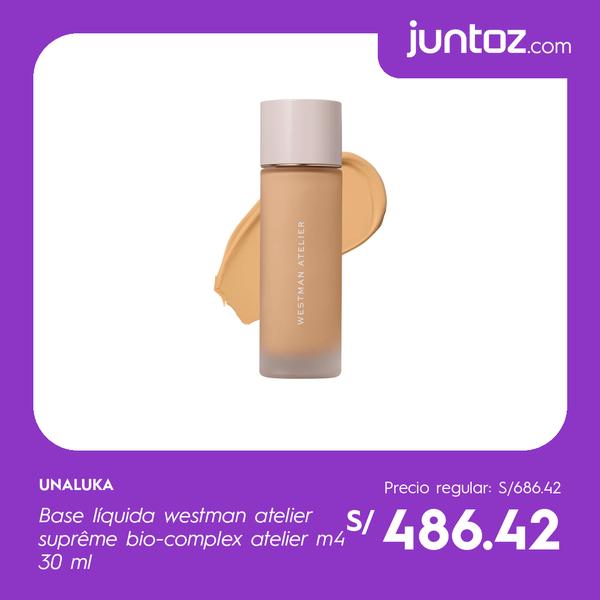 juntoz.com
WESTMAN ATELIER
UNALUKA
Base líquida westman atelier
suprême bio-complex atelier m4
30 ml
Precio regular: S/686.42
S/ 486.42